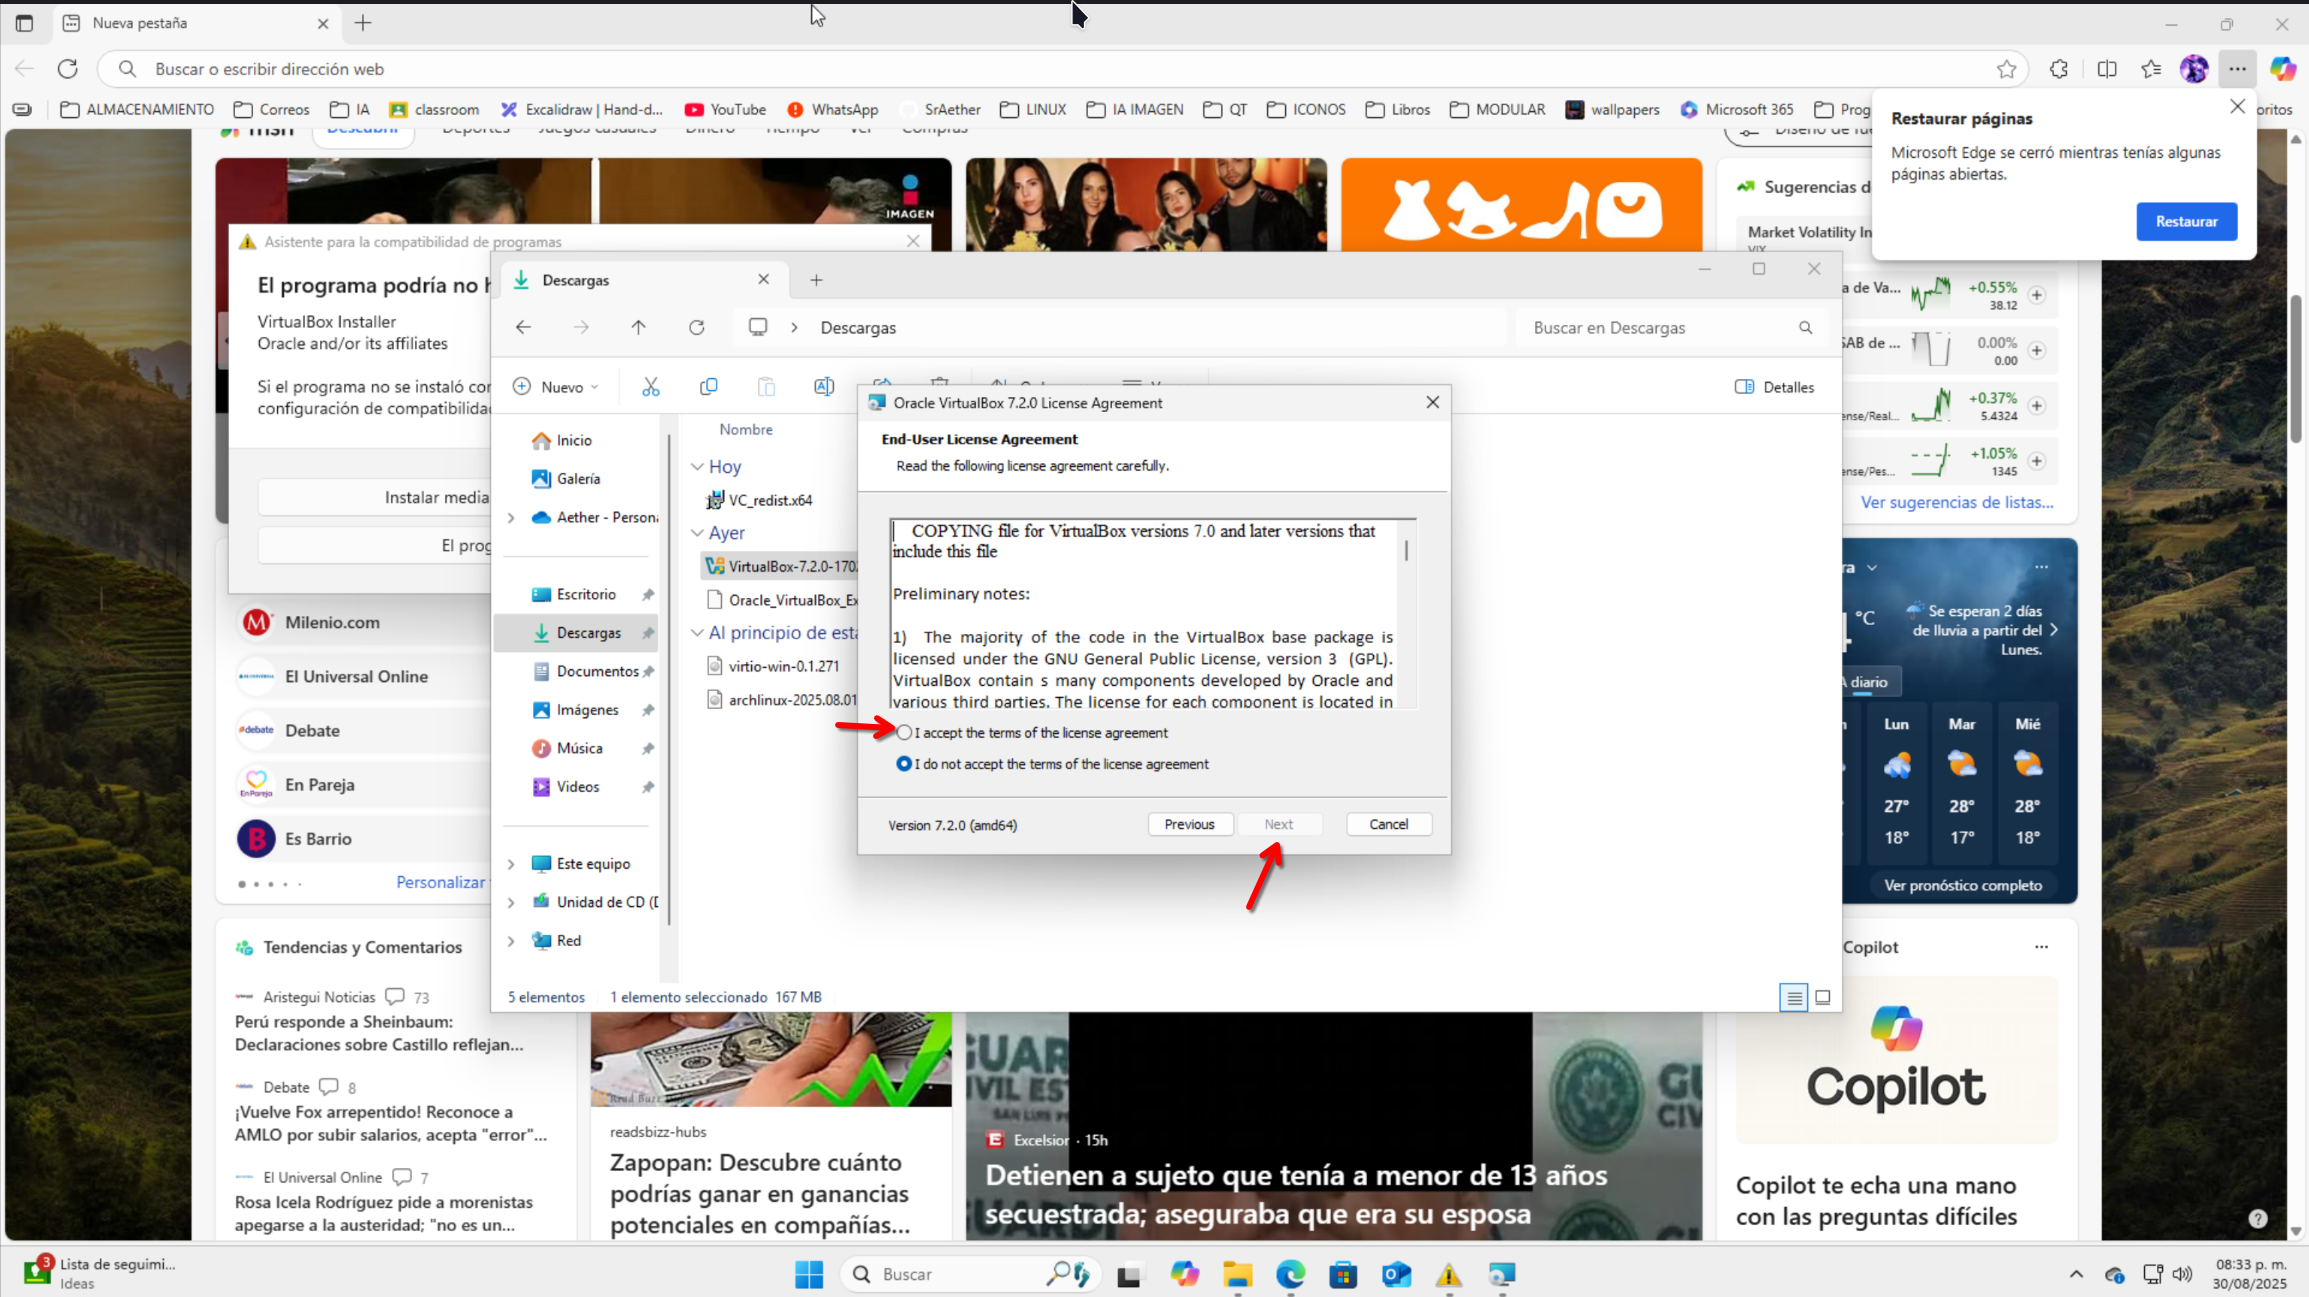 Nueva pestaña
Buscar o escribir dirección web
ALMACENAMIENTO
Correos
IA
classroom
Excalidraw | Hand-d...
YouTube
WhatsApp
SrAether
LINUX
IA IMAGEN
QT
ICONOS
Libros
MODULAR
wallpapers
Microsoft 365
Prog
oritos
Restaurar páginas
Microsoft Edge se cerró mientras tenías algunas
páginas abiertas.
Restaurar
msn
Descubrir
Deportes
Juegos casuales
Dinero
Tiempo
Ver
Compras
IMAGEN
Sugerencias d
Market Volatility In
VIX
a de Va...
+0.55%
38.12
SAB de ...
0.00%
0.00
+0.37%
ense/Real...
5.4324
+1.05%
ense/Pes...
1345
Ver sugerencias de listas...
Asistente para la compatibilidad de programas
El programa podría no h
VirtualBox Installer
Oracle and/or its affiliates
Si el programa no se instaló cor
configuración de compatibilidad
Instalar media
El prog
Descargas
Descargas
Buscar en Descargas
Nuevo
Detalles
Inicio
Galería
Aether - Persona
Escritorio
Descargas
Documentos
Imágenes
Música
Videos
Este equipo
Unidad de CD (D
Red
Nombre
Hoy
VC_redist.x64
Ayer
VirtualBox-7.2.0-170
Oracle_VirtualBox_Ex
Al principio de esta
virtio-win-0.1.271
archlinux-2025.08.01
5 elementos
1 elemento seleccionado 167 MB
Oracle VirtualBox 7.2.0 License Agreement
End-User License Agreement
Read the following license agreement carefully.
COPYING file for VirtualBox versions 7.0 and later versions that
include this file
Preliminary notes:
1) The majority of the code in the VirtualBox base package is
licensed under the GNU General Public License, version 3 (GPL).
VirtualBox contain s many components developed by Oracle and
various third parties. The license for each component is located in
I accept the terms of the license agreement
I do not accept the terms of the license agreement
Version 7.2.0 (amd64)
Previous
Next
Cancel
Milenio.com
El Universal Online
#debate
Debate
EnPareja
En Pareja
Es Barrio
Personalizar
Tendencias y Comentarios
Aristegui Noticias 73
Perú responde a Sheinbaum:
Declaraciones sobre Castillo reflejan...
Debate 8
¡Vuelve Fox arrepentido! Reconoce a
AMLO por subir salarios, acepta "error"...
El Universal Online 7
Rosa Icela Rodríguez pide a morenistas
apegarse a la austeridad; "no es un...
readsbizz-hubs
Zapopan: Descubre cuánto
podrías ganar en ganancias
potenciales en compañías...
GUAR
CIVIL ES
Excelsior · 15h
Detienen a sujeto que tenía a menor de 13 años
secuestrada; aseguraba que era su esposa
°C
Se esperan 2 días
de lluvia a partir del
Lunes.
A diario
Lun
Mar
Mié
27°
28°
28°
18°
17°
18°
Ver pronóstico completo
Copilot
Copilot
Copilot te echa una mano
con las preguntas difíciles
3
Lista de seguimi...
Ideas
Buscar
08:33 p. m.
30/08/2025